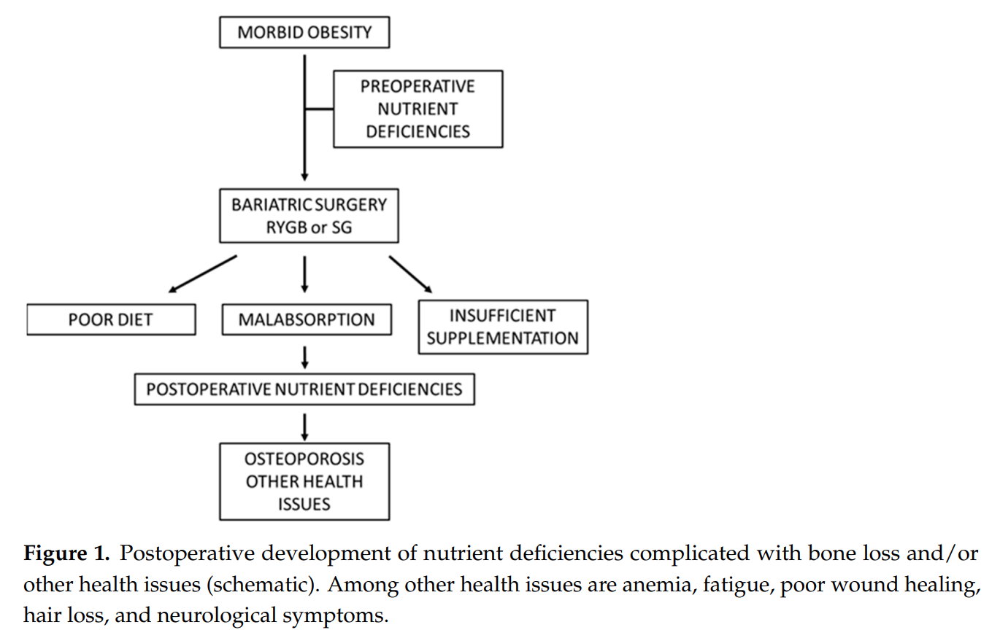 MORBID OBESITY
PREOPERATIVE
NUTRIENT
DEFICIENCIES
BARIATRIC SURGERY
RYGB or SG
POOR DIET
MALABSORPTION
INSUFFICIENT
SUPPLEMENTATION
POSTOPERATIVE NUTRIENT DEFICIENCIES
OSTEOPOROSIS
OTHER HEALTH
ISSUES
Figure 1. Postoperative development of nutrient deficiencies complicated with bone loss and/or
other health issues (schematic). Among other health issues are anemia, fatigue, poor wound healing,
hair loss, and neurological symptoms.